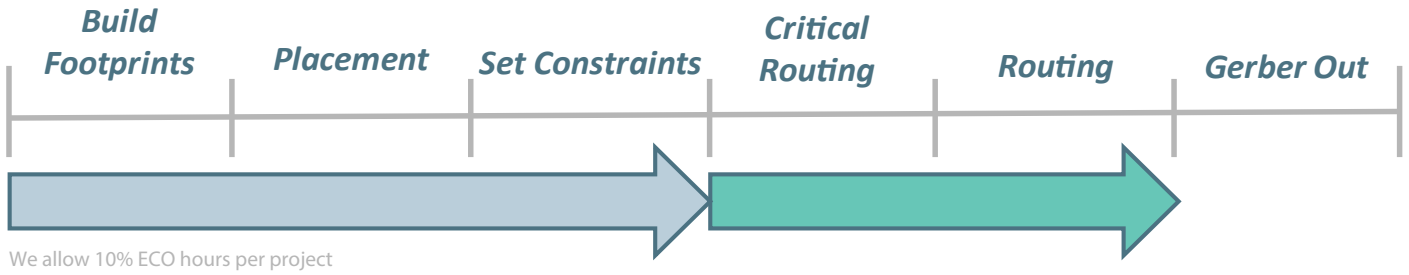 Build
Footprints
Placement
Set Constraints
Critical
Routing
Routing
Gerber Out
We allow 10% ECO hours per project